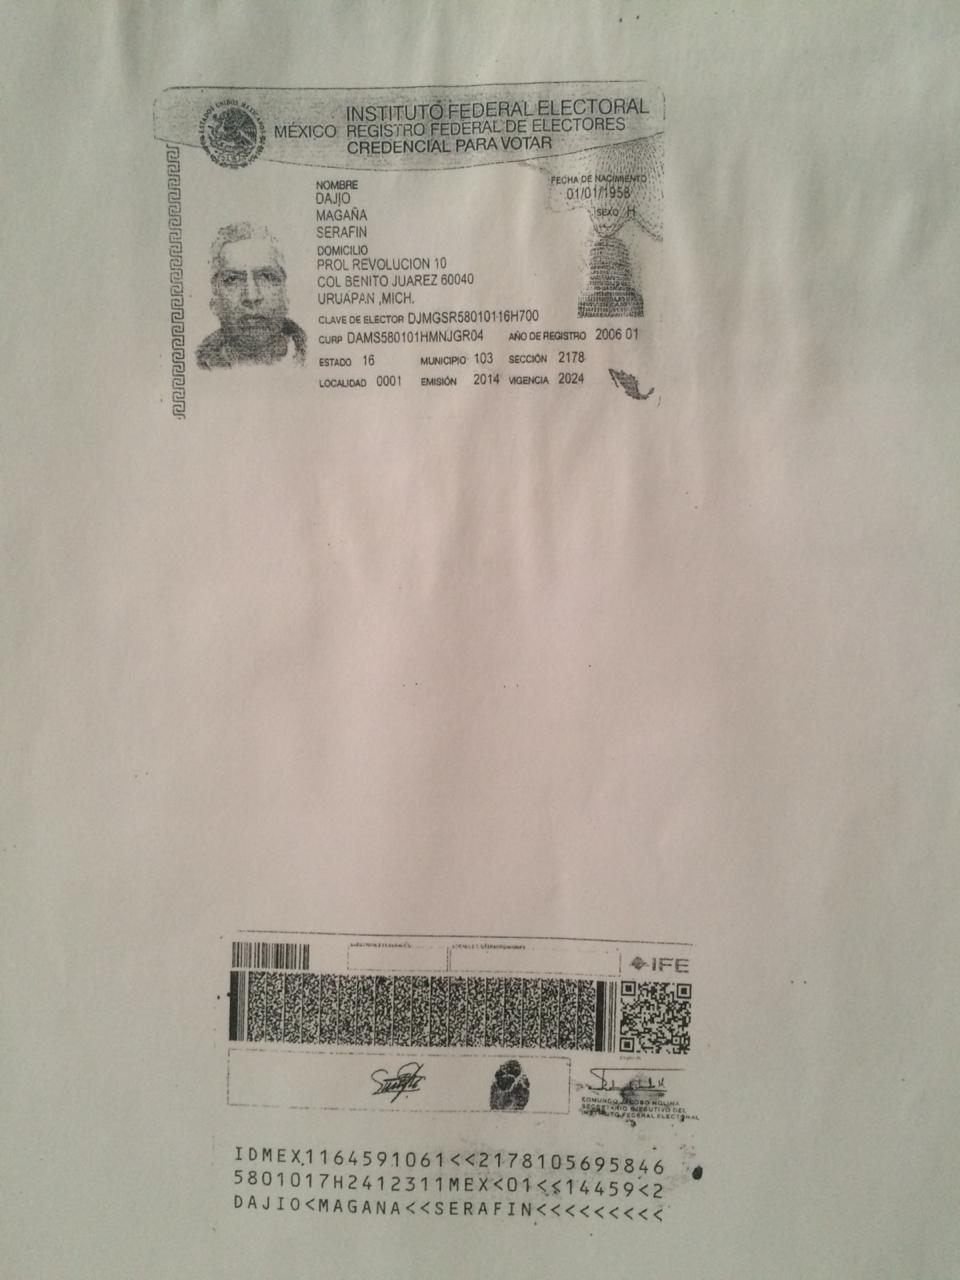 INSTITUTO FEDERAL ELECTORAL
MÉXICO REGISTRO FEDERAL DE ELECTORES
CREDENCIAL PARA VOTAR
ESTADOS UNIDOS MEXICANOS
NOMBRE
DAJIO
MAGAÑA
SERAFIN
FECHA DE NACIMIENTO
01/01/1958
SEXO H
DOMICILIO
PROL REVOLUCION 10
COL BENITO JUAREZ 60040
URUAPAN ,MICH.
CLAVE DE ELECTOR DJMGSR58010116H700
CURP DAMS580101HMNJGR04 AÑO DE REGISTRO 2006 01
ESTADO 16 MUNICIPIO 103 SECCIÓN 2178
LOCALIDAD 0001 EMISIÓN 2014 VIGENCIA 2024
IFE
EDMUNDO JACOBO MOLINA
SECRETARIO EJECUTIVO DEL
INSTITUTO FEDERAL ELECTORAL
IDMEX1164591061<<2178105695846
5801017H2412311MEX<01<<14459<2
DAJIO<MAGANA<<SERAFIN<<<<<<<<<